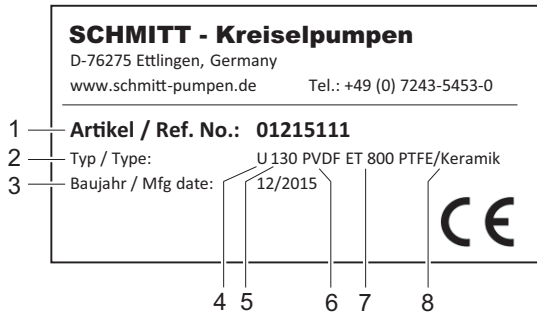 SCHMITT - Kreiselpumpen
D-76275 Ettlingen, Germany
www.schmitt-pumpen.de Tel.: +49 (0) 7243-5453-0
1 Artikel / Ref. No.: 01215111
2 Typ / Type: U 130 PVDF ET 800 PTFE/Keramik
3 Baujahr / Mfg date: 12/2015
CE
4 5 6 7 8